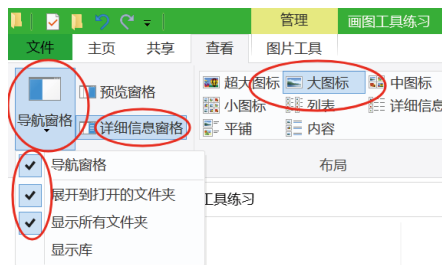 管理 画图工具练习
文件 主页 共享 查看 图片工具
预览窗格 超大图标 大图标 中图标
导航窗格 详细信息窗格 小图标 列表 详细信息
平铺 内容
布局
导航窗格
展开到打开的文件夹 工具练习
显示所有文件夹
显示库